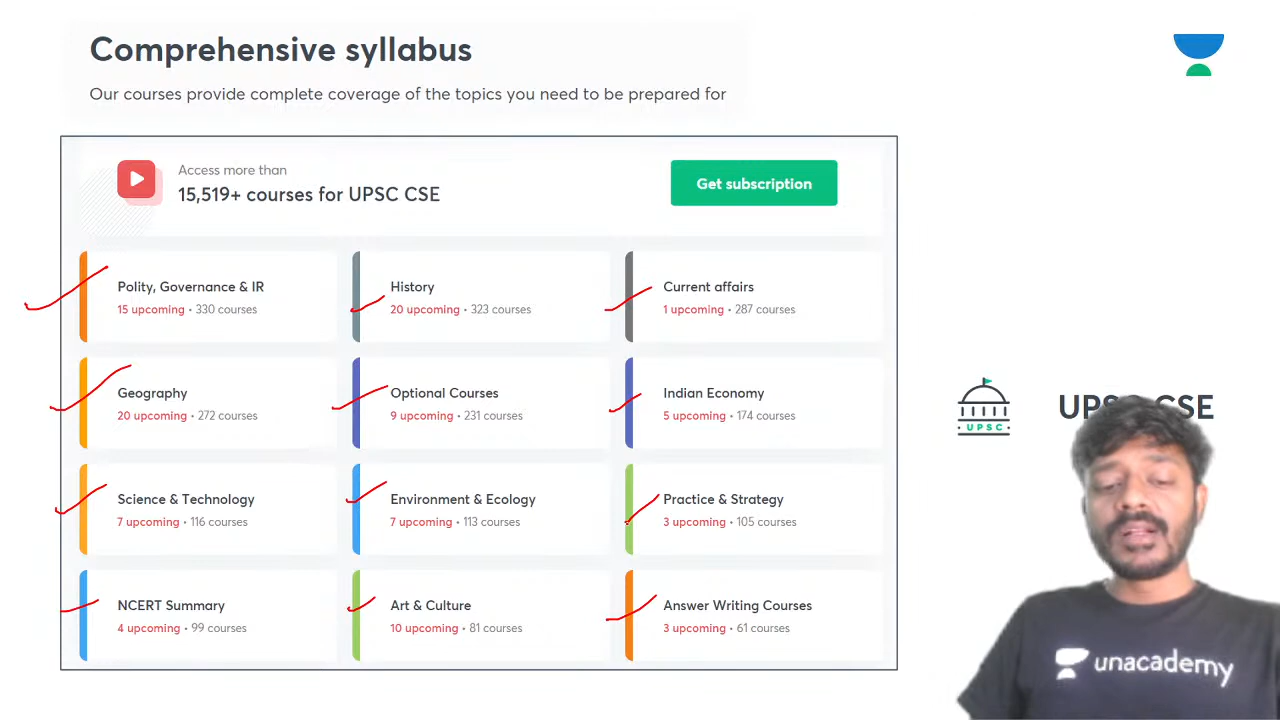 Comprehensive syllabus
Our courses provide complete coverage of the topics you need to be prepared for
Access more than
15,519+ courses for UPSC CSE
Get subscription
Polity, Governance & IR
15 upcoming • 330 courses
History
20 upcoming • 323 courses
Current affairs
1 upcoming • 287 courses
Geography
20 upcoming • 272 courses
Optional Courses
9 upcoming • 231 courses
Indian Economy
5 upcoming • 174 courses
Science & Technology
7 upcoming • 116 courses
Environment & Ecology
7 upcoming • 113 courses
Practice & Strategy
3 upcoming • 105 courses
NCERT Summary
4 upcoming • 99 courses
Art & Culture
10 upcoming • 81 courses
Answer Writing Courses
3 upcoming • 61 courses
UPSC
UPSC CSE
unacademy